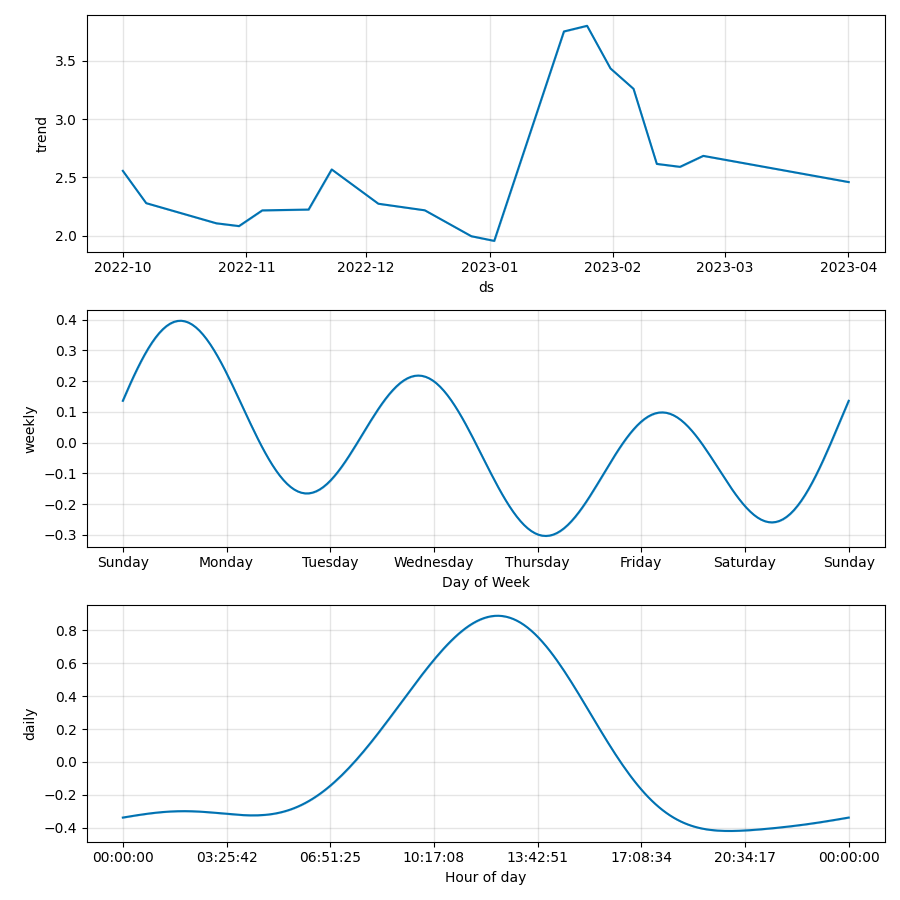 trend
3.5
3.0
2.5
2.0
2022-10 2022-11 2022-12 2023-01 2023-02 2023-03 2023-04
ds
weekly
0.4
0.3
0.2
0.1
0.0
−0.1
−0.2
−0.3
Sunday Monday Tuesday Wednesday Thursday Friday Saturday Sunday
Day of Week
daily
0.8
0.6
0.4
0.2
0.0
−0.2
−0.4
00:00:00 03:25:42 06:51:25 10:17:08 13:42:51 17:08:34 20:34:17 00:00:00
Hour of day